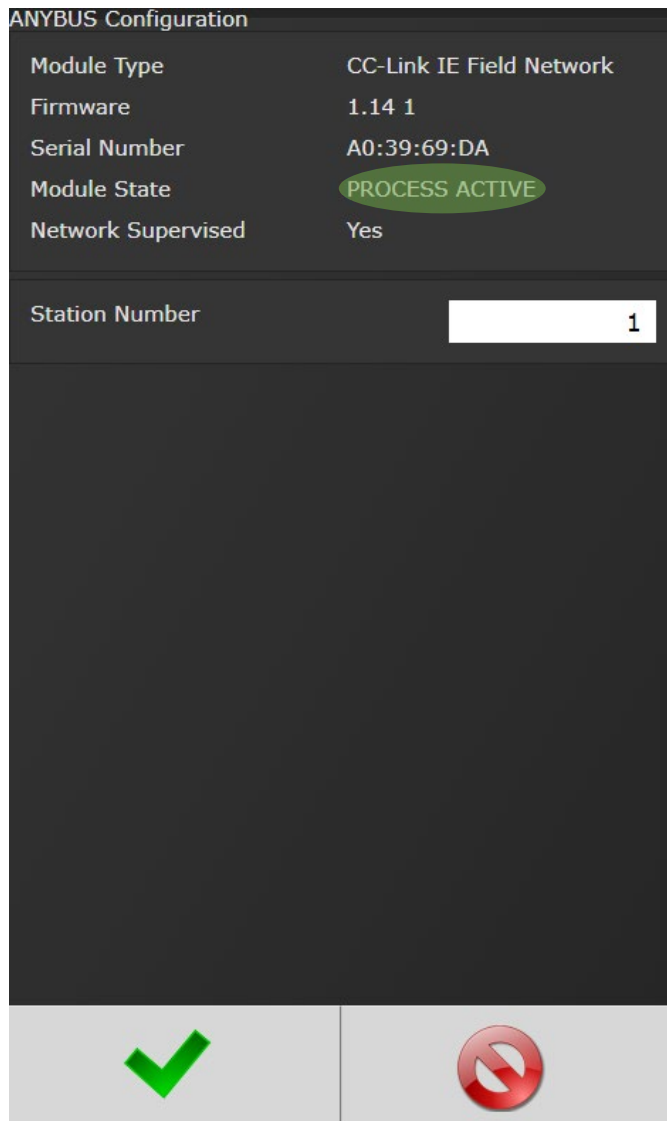 ANYBUS Configuration
Module Type CC-Link IE Field Network
Firmware 1.14 1
Serial Number A0:39:69:DA
Module State PROCESS ACTIVE
Network Supervised Yes
Station Number 1